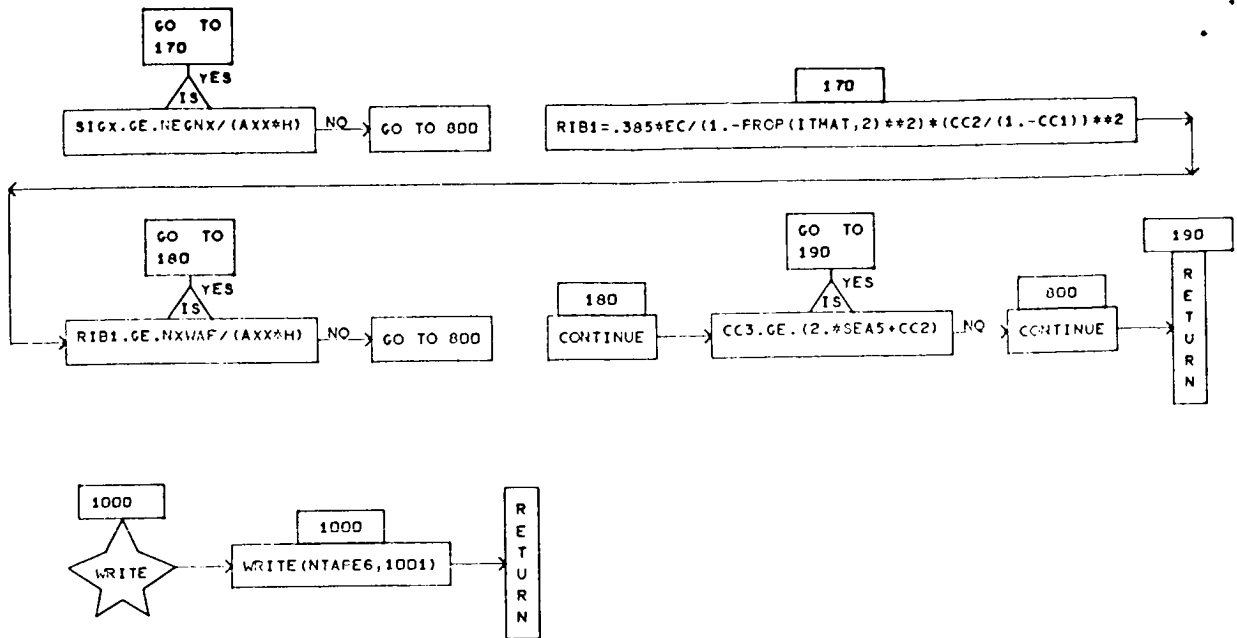 GO TO
170
YES
IS
SIGX.GE.NEGNX/(AXX*H)
NO
GO TO 800
170
RIB1=.385*EC/(1.-PROP(ITMAT,2)**2)*(CC2/(1.-CC1))**2
GO TO
180
YES
IS
RIB1.GE.NXWAF/(AXX*H)
NO
GO TO 800
180
CONTINUE
GO TO
190
YES
IS
CC3.GE.(2.*SEA5+CC2)
NO
800
CONTINUE
190
RETURN
1000
WRITE
1000
WRITE(NTAPE6,1001)
RETURN